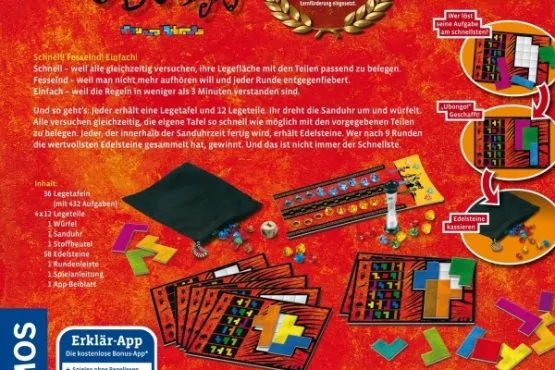 Lernförderung eingesetzt.
Wer löst
seine Aufgabe
am schnellsten?
Schnell! Fesselnd! Einfach!
Schnell – weil alle gleichzeitig versuchen, ihre Legefläche mit den Teilen passend zu belegen.
Fesselnd – weil man nicht mehr aufhören will und jeder Runde entgegenfiebert.
Einfach – weil die Regeln in weniger als 3 Minuten verstanden sind.
Und so geht's: Jeder erhält eine Legetafel und 12 Legeteile. Ihr dreht die Sanduhr um und würfelt.
Alle versuchen gleichzeitig, die eigene Tafel so schnell wie möglich mit den vorgegebenen Teilen
zu belegen. Jeder, der innerhalb der Sanduhrzeit fertig wird, erhält Edelsteine. Wer nach 9 Runden
die wertvollsten Edelsteine gesammelt hat, gewinnt. Und das ist nicht immer der Schnellste.
„Ubongo!"
Geschafft!
Edelsteine
kassieren
Inhalt:
36 Legetafeln
(mit 432 Aufgaben)
4x12 Legeteile
1 Würfel
1 Sanduhr
1 Stoffbeutel
58 Edelsteine
1 Rundenleiste
1 Spielanleitung
1 App-Beiblatt
MOS
Erklär-App
Die kostenlose Bonus-App*
+ Spielen ohne Regellesen